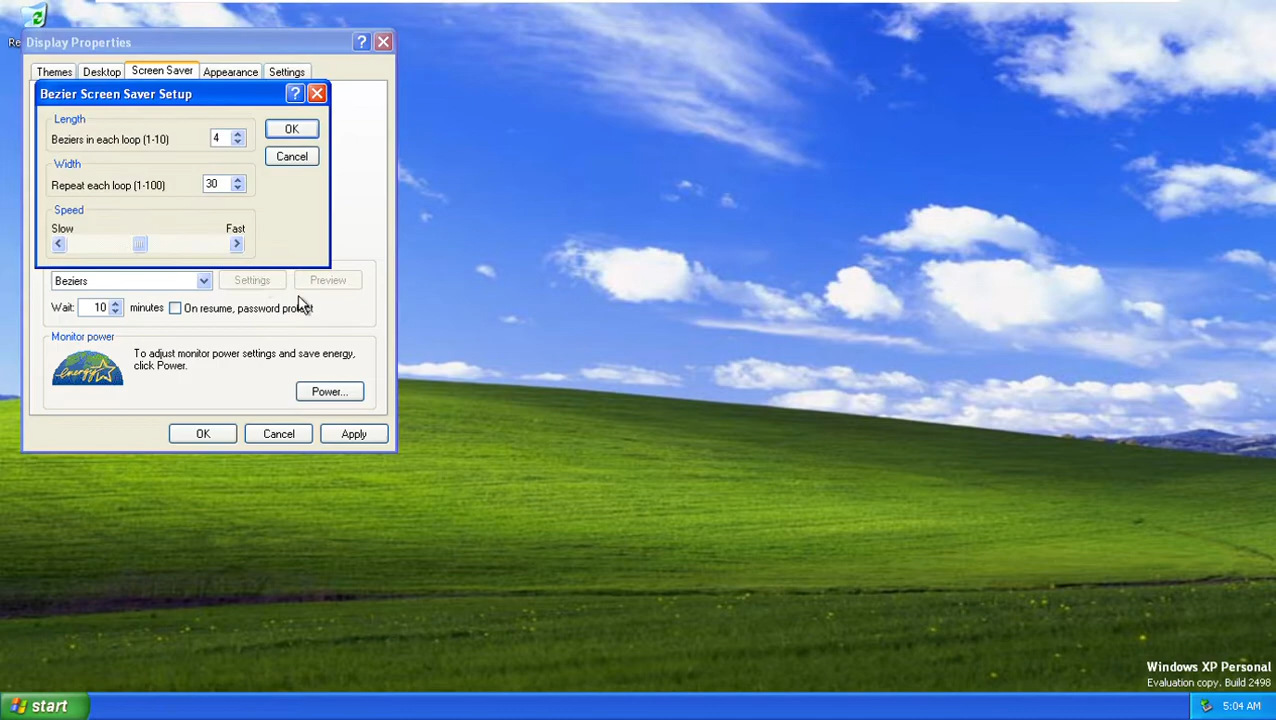 Re
Display Properties
Themes
Desktop
Screen Saver
Appearance
Settings
Bezier Screen Saver Setup
Length
Beziers in each loop (1-10)
4
OK
Cancel
Width
Repeat each loop (1-100)
30
Speed
Slow
Fast
Beziers
Settings
Preview
Wait:
10
minutes
On resume, password protect
Monitor power
To adjust monitor power settings and save energy,
click Power.
energy
Power...
OK
Cancel
Apply
Windows XP Personal
Evaluation copy. Build 2498
start
5:04 AM